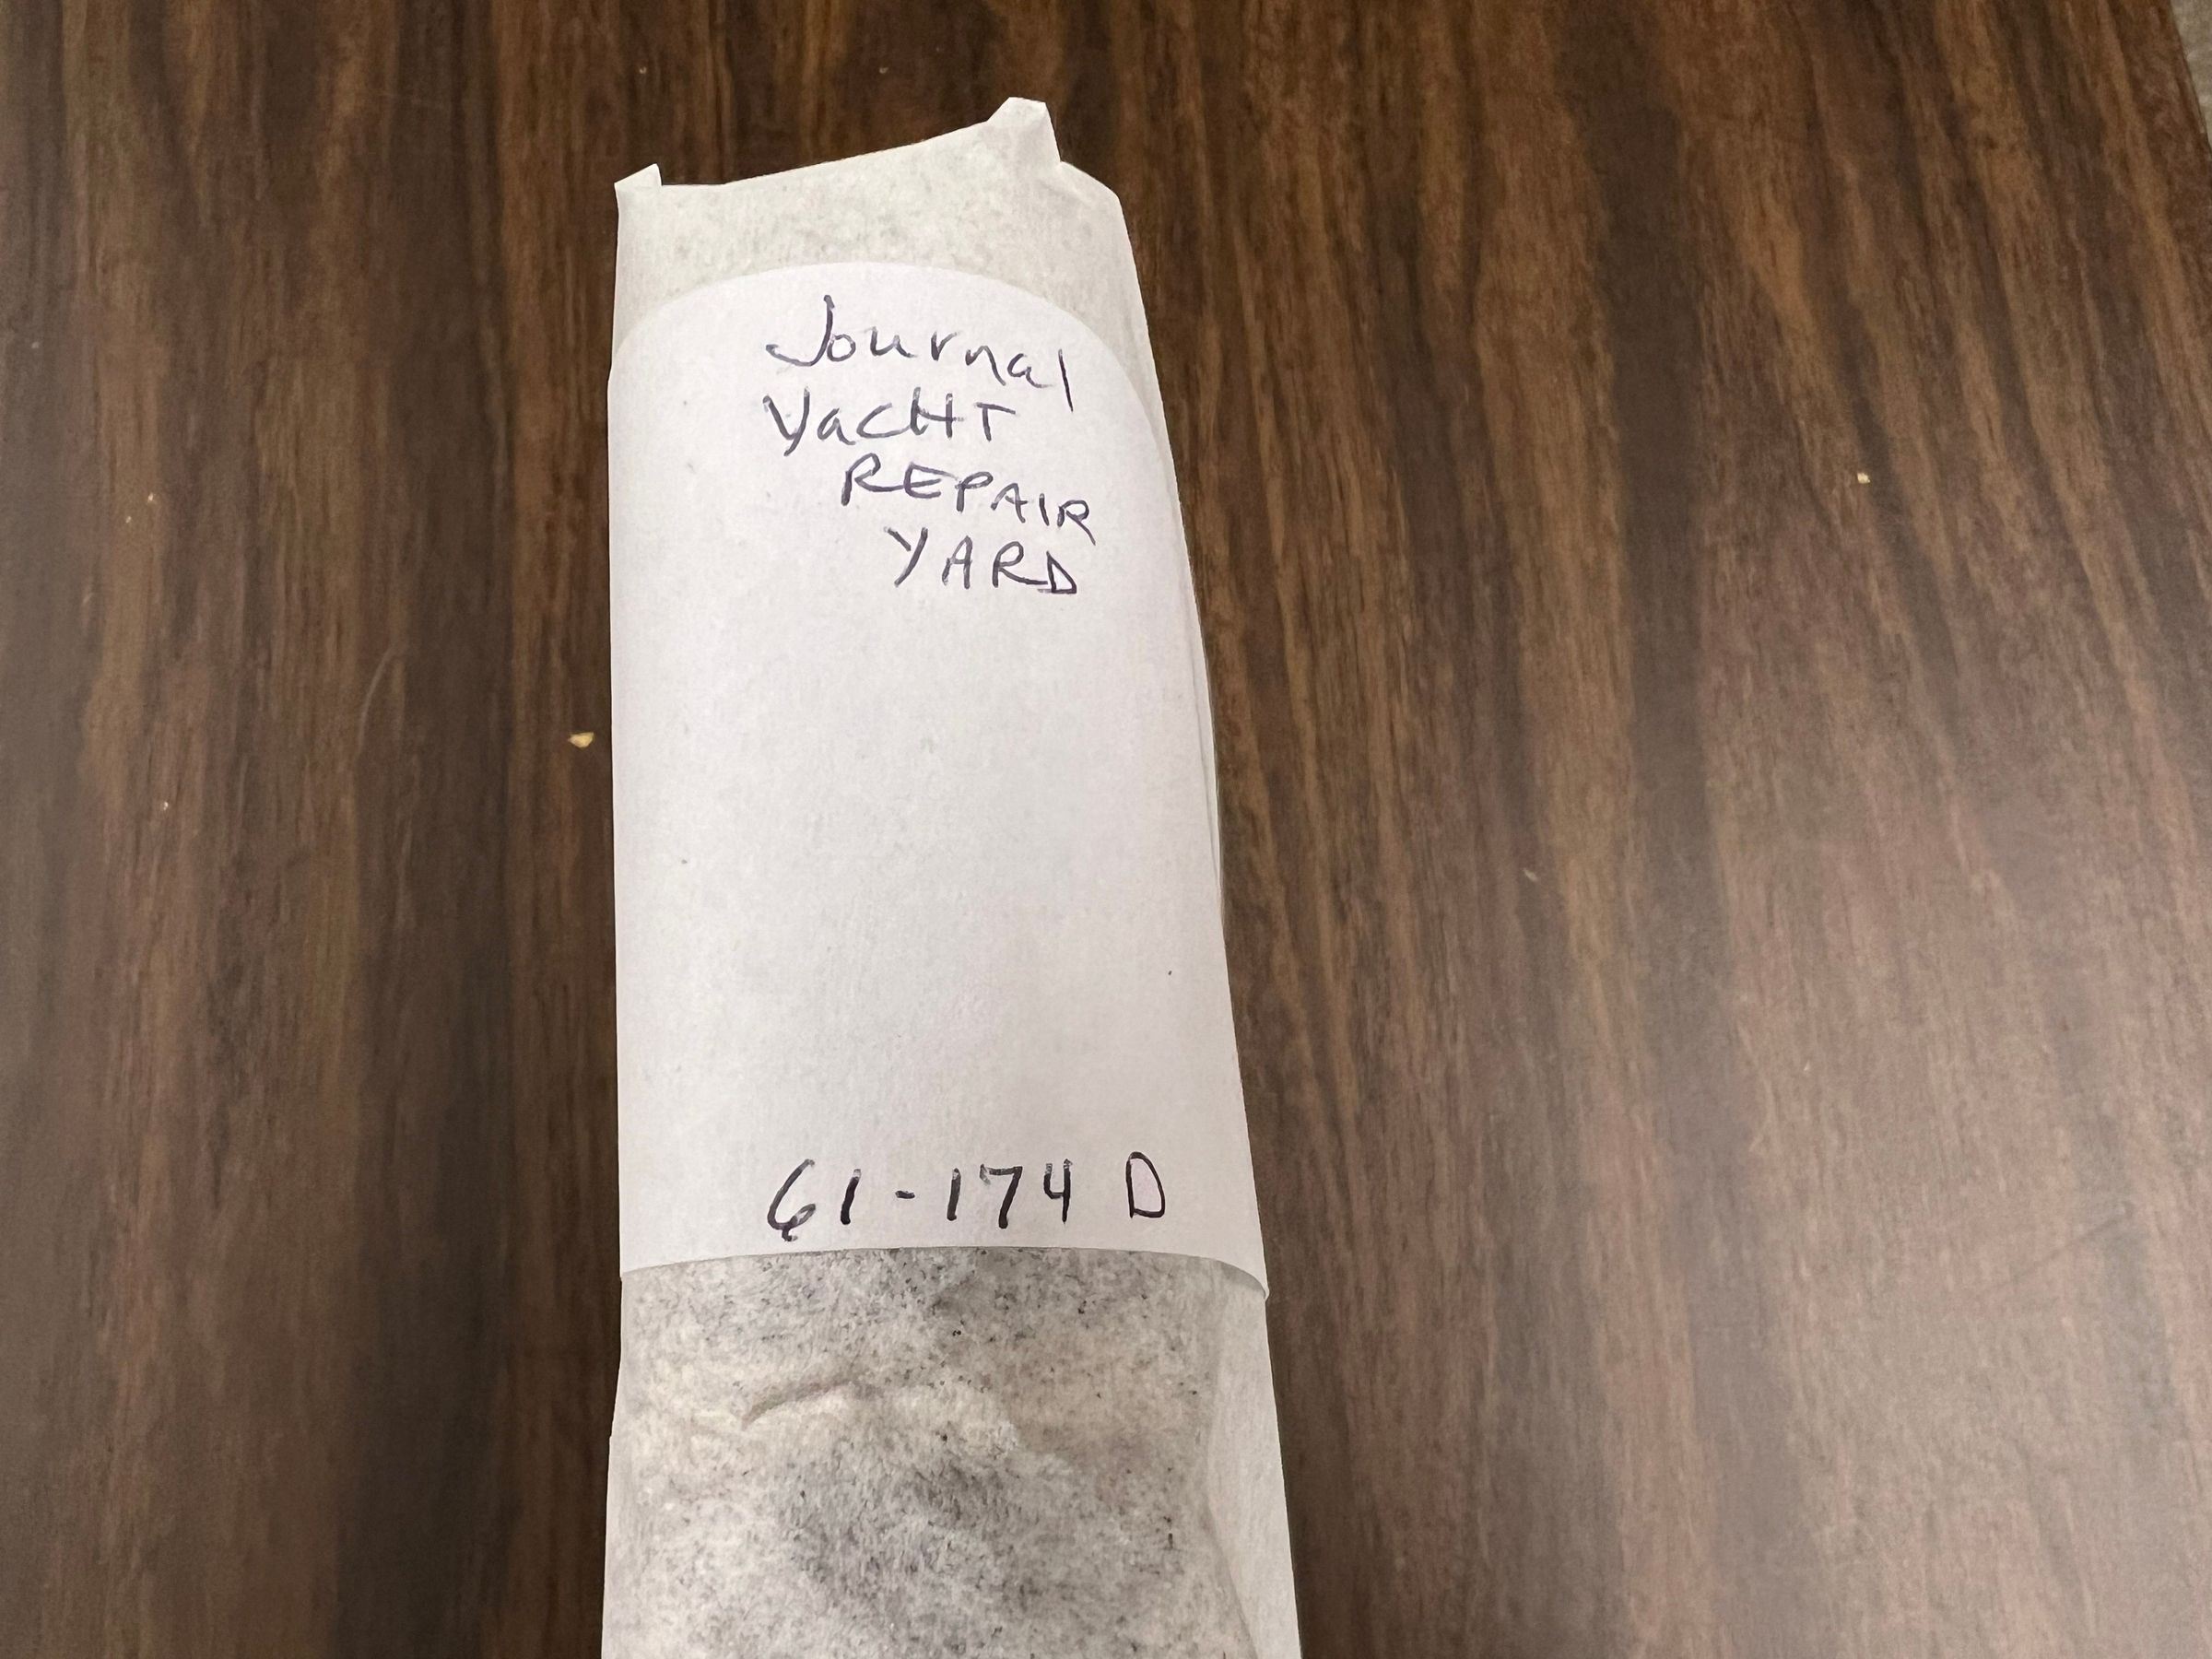 Journal
YacHT
REPAIR
YARD
61-174 D